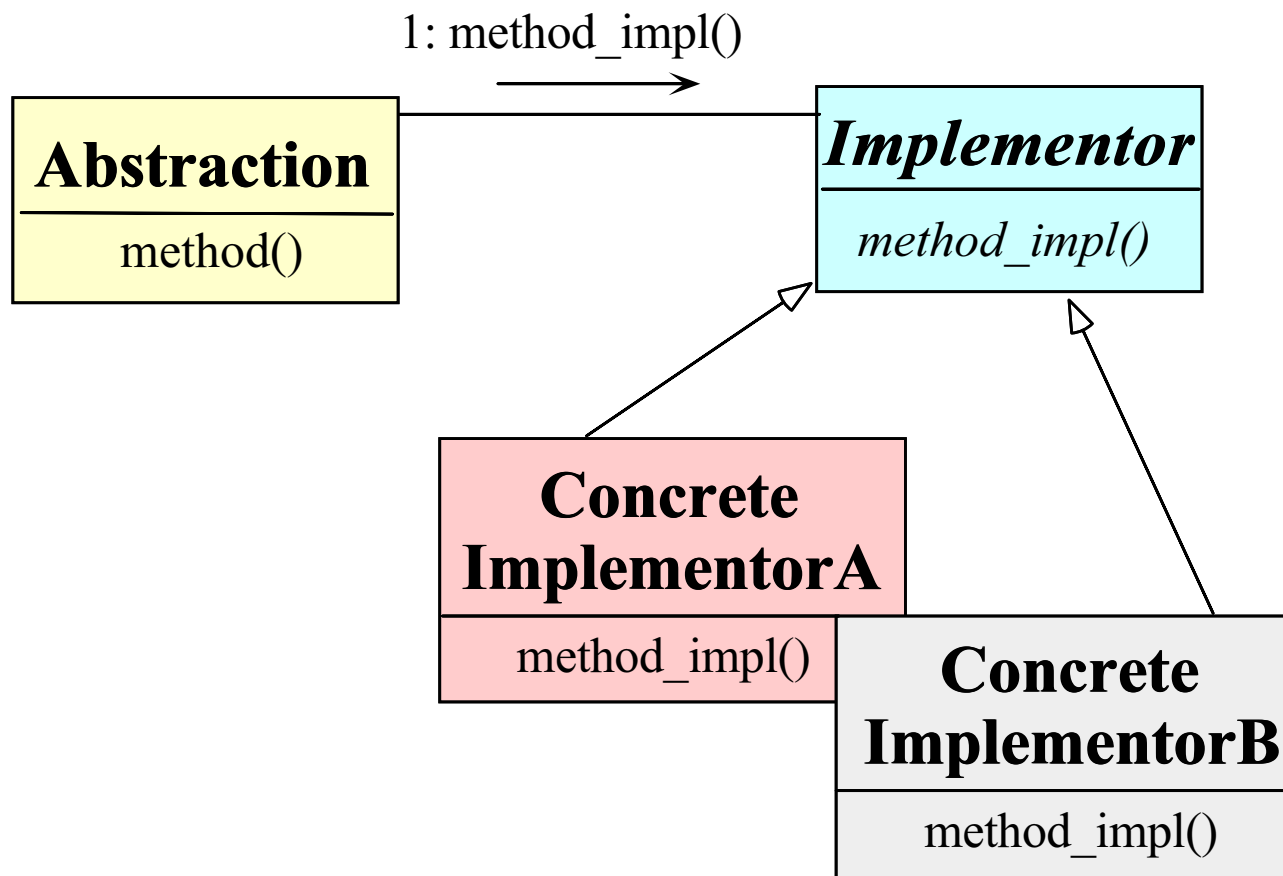 1: method_impl()
Abstraction
method()
Implementor
method_impl()
Concrete
ImplementorA
method_impl()
Concrete
ImplementorB
method_impl()